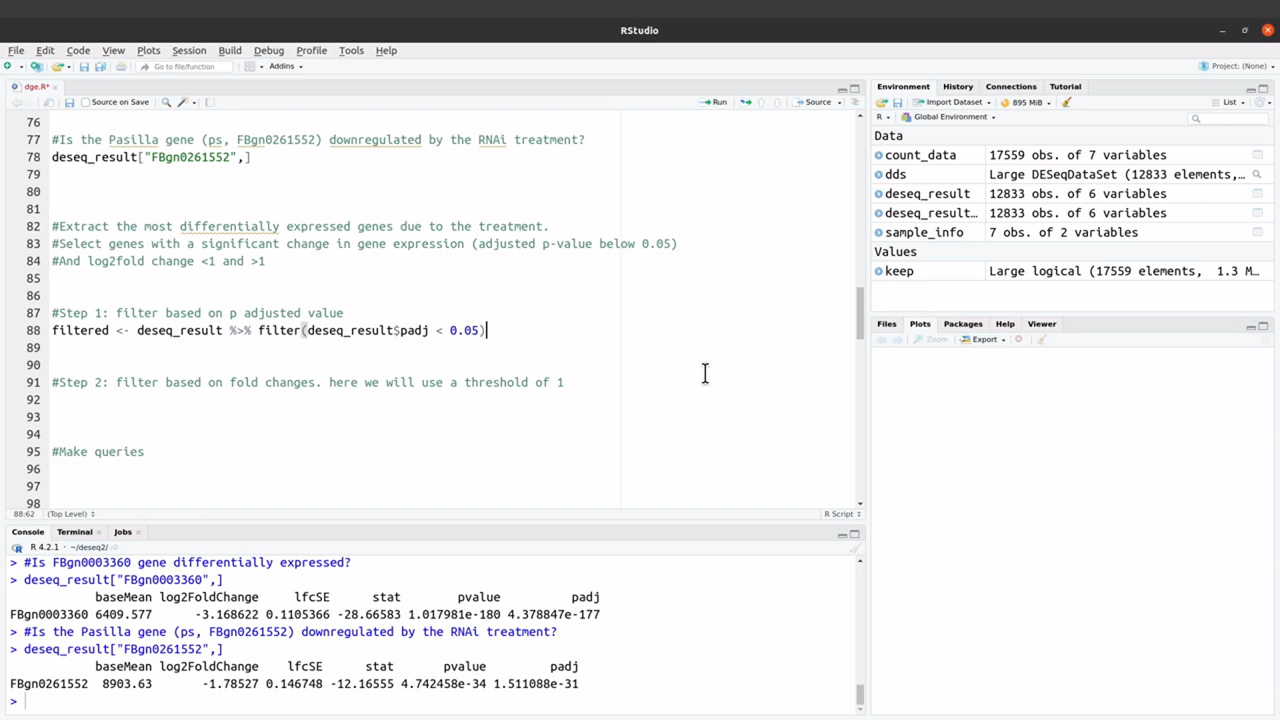 RStudio
File Edit Code View Plots Session Build Debug Profile Tools Help
Go to file/function Addins Project: (None)
dge.R*
Source on Save Run Source
76
77 #Is the Pasilla gene (ps, FBgn0261552) downregulated by the RNAi treatment?
78 deseq_result["FBgn0261552",]
79
80
81
82 #Extract the most differentially expressed genes due to the treatment.
83 #Select genes with a significant change in gene expression (adjusted p-value below 0.05)
84 #And log2fold change <1 and >1
85
86
87 #Step 1: filter based on p adjusted value
88 filtered <- deseq_result %>% filter(deseq_result$padj < 0.05)
89
90
91 #Step 2: filter based on fold changes. here we will use a threshold of 1
92
93
94
95 #Make queries
96
97
98
88:62 (Top Level) R Script
Console Terminal Jobs
R 4.2.1 · ~/deseq2/
> #Is FBgn0003360 gene differentially expressed?
> deseq_result["FBgn0003360",]
baseMean log2FoldChange lfcSE stat pvalue padj
FBgn0003360 6409.577 -3.168622 0.1105366 -28.66583 1.017981e-180 4.378847e-177
> #Is the Pasilla gene (ps, FBgn0261552) downregulated by the RNAi treatment?
> deseq_result["FBgn0261552",]
baseMean log2FoldChange lfcSE stat pvalue padj
FBgn0261552 8903.63 -1.78527 0.146748 -12.16555 4.742458e-34 1.511088e-31
>
Environment History Connections Tutorial
Import Dataset 895 MiB List
R Global Environment
Data
count_data 17559 obs. of 7 variables
dds Large DESeqDataSet (12833 elements,…
deseq_result 12833 obs. of 6 variables
deseq_result… 12833 obs. of 6 variables
sample_info 7 obs. of 2 variables
Values
keep Large logical (17559 elements, 1.3 M…
Files Plots Packages Help Viewer
Zoom Export